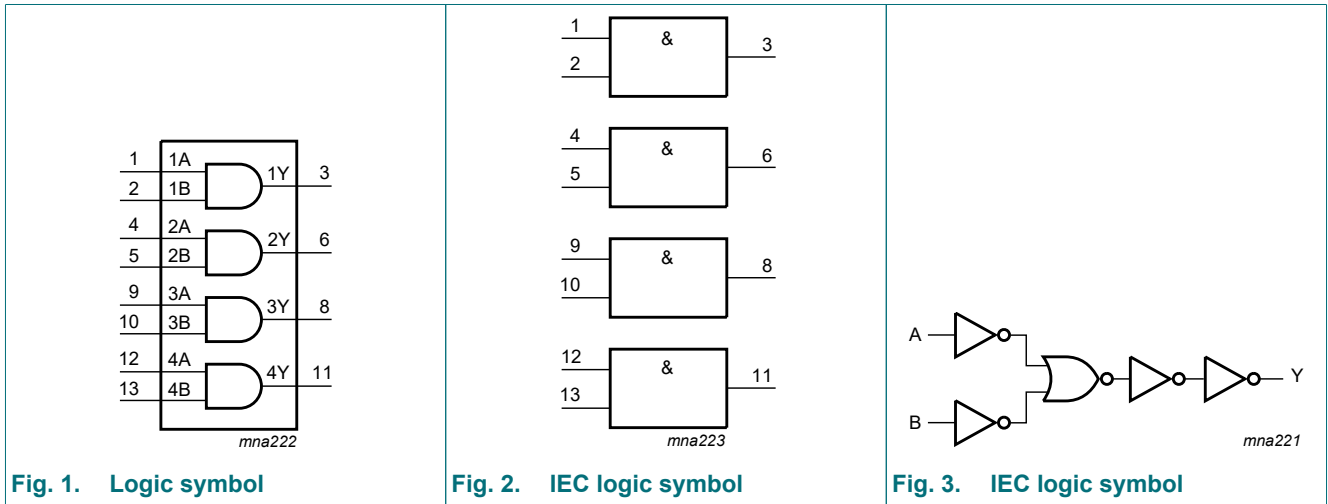 1 1A 1Y 3
2 1B
4 2A 2Y 6
5 2B
9 3A 3Y 8
10 3B
12 4A 4Y 11
13 4B
mna222
Fig. 1. Logic symbol
1 & 3
2
4 & 6
5
9 & 8
10
12 & 11
13
mna223
Fig. 2. IEC logic symbol
A
Y
B
mna221
Fig. 3. IEC logic symbol